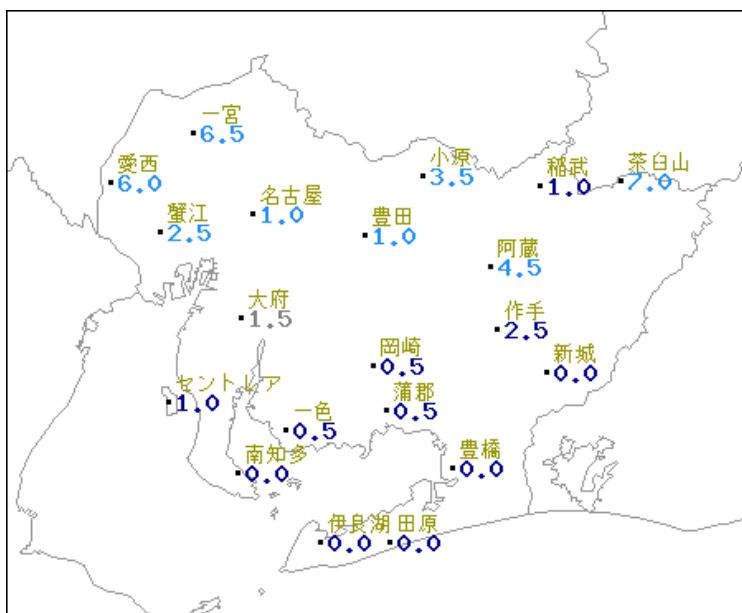 一宮
6.5
愛西
6.0
小原
3.5
稲武
1.0
茶臼山
7.0
蟹江
2.5
名古屋
1.0
豊田
1.0
阿蔵
4.5
大府
1.5
作手
2.5
岡崎
0.5
新城
0.0
セントレア
1.0
蒲郡
0.5
一色
0.5
南知多
0.0
豊橋
0.0
伊良湖 田原
0.0 0.0